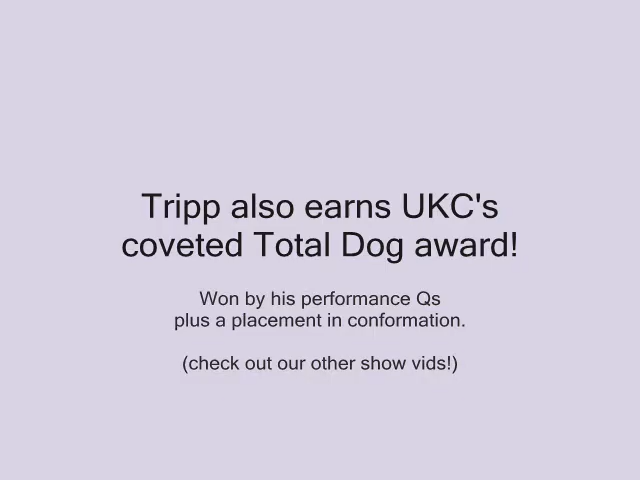 Tripp also earns UKC's
coveted Total Dog award!
Won by his performance Qs
plus a placement in conformation.
(check out our other show vids!)